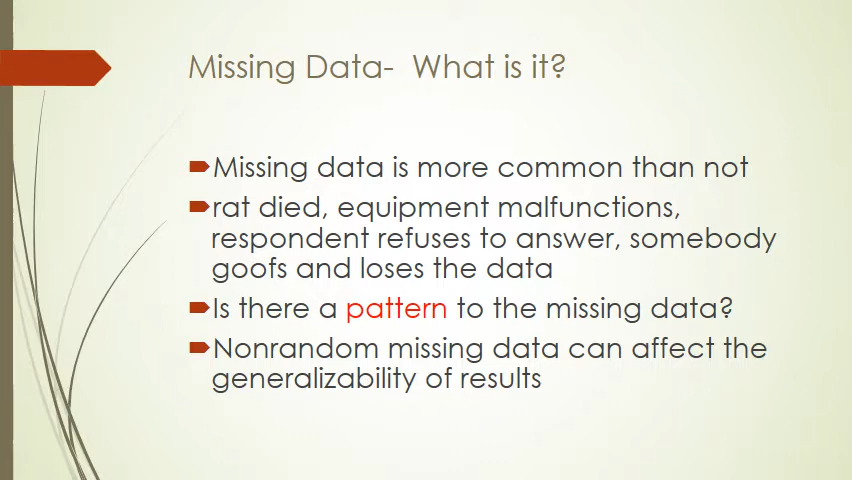 Missing Data-  What is it?
Missing data is more common than not
rat died, equipment malfunctions,
respondent refuses to answer, somebody
goofs and loses the data
Is there a pattern to the missing data?
Nonrandom missing data can affect the
generalizability of results